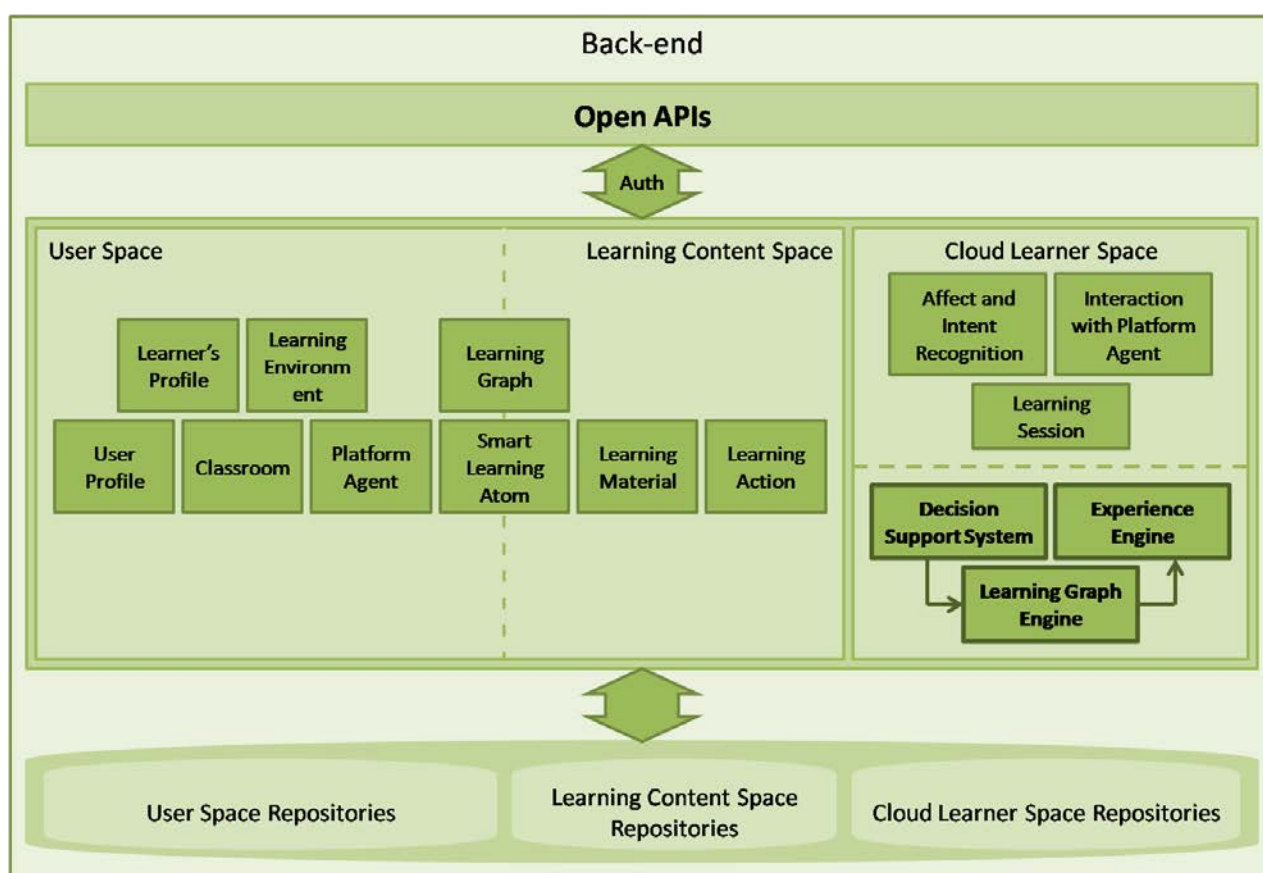 Back-end
Open APIs
Auth
User Space
Learning Content Space
Cloud Learner Space
Affect and
Intent
Recognition
Interaction
with Platform
Agent
Learning
Session
Learner's
Profile
Learning
Environm
ent
Learning
Graph
User
Profile
Classroom
Platform
Agent
Smart
Learning
Atom
Learning
Material
Learning
Action
Decision
Support System
Experience
Engine
Learning Graph
Engine
User Space Repositories
Learning Content Space
Repositories
Cloud Learner Space Repositories